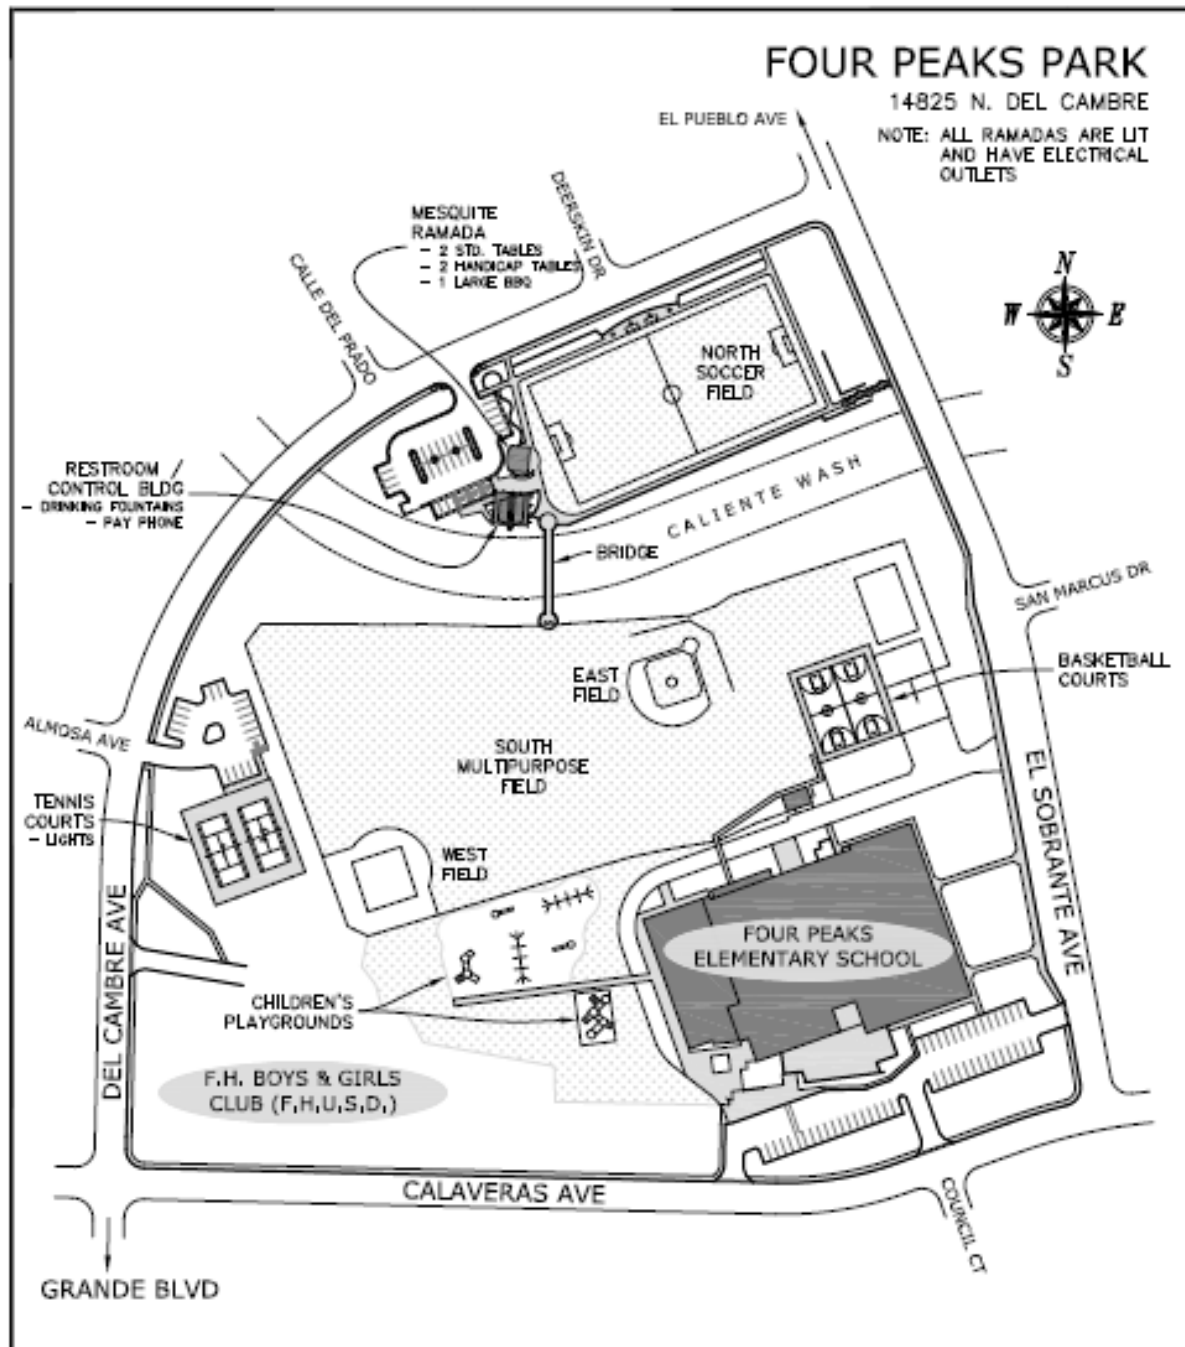 FOUR PEAKS PARK
14825 N. DEL CAMBRE
NOTE: ALL RAMADAS ARE LIT
AND HAVE ELECTRICAL
OUTLETS
EL PUEBLO AVE
DEERSKIN DR
MESQUITE
RAMADA
- 2 STD. TABLES
- 2 HANDICAP TABLES
- 1 LARGE BBQ
CALLE DEL PRADO
N
W
E
S
NORTH
SOCCER
FIELD
RESTROOM /
CONTROL BLDG
- DRINKING FOUNTAINS
- PAY PHONE
CALIENTE WASH
BRIDGE
SAN MARCUS DR
BASKETBALL
COURTS
EAST
FIELD
ALMOSA AVE
SOUTH
MULTIPURPOSE
FIELD
EL SOBRANTE AVE
TENNIS
COURTS
- LIGHTS
WEST
FIELD
DEL CAMBRE AVE
FOUR PEAKS
ELEMENTARY SCHOOL
CHILDREN'S
PLAYGROUNDS
F.H. BOYS & GIRLS
CLUB (F.H.U.S.D.)
CALAVERAS AVE
COUNCIL CT
GRANDE BLVD